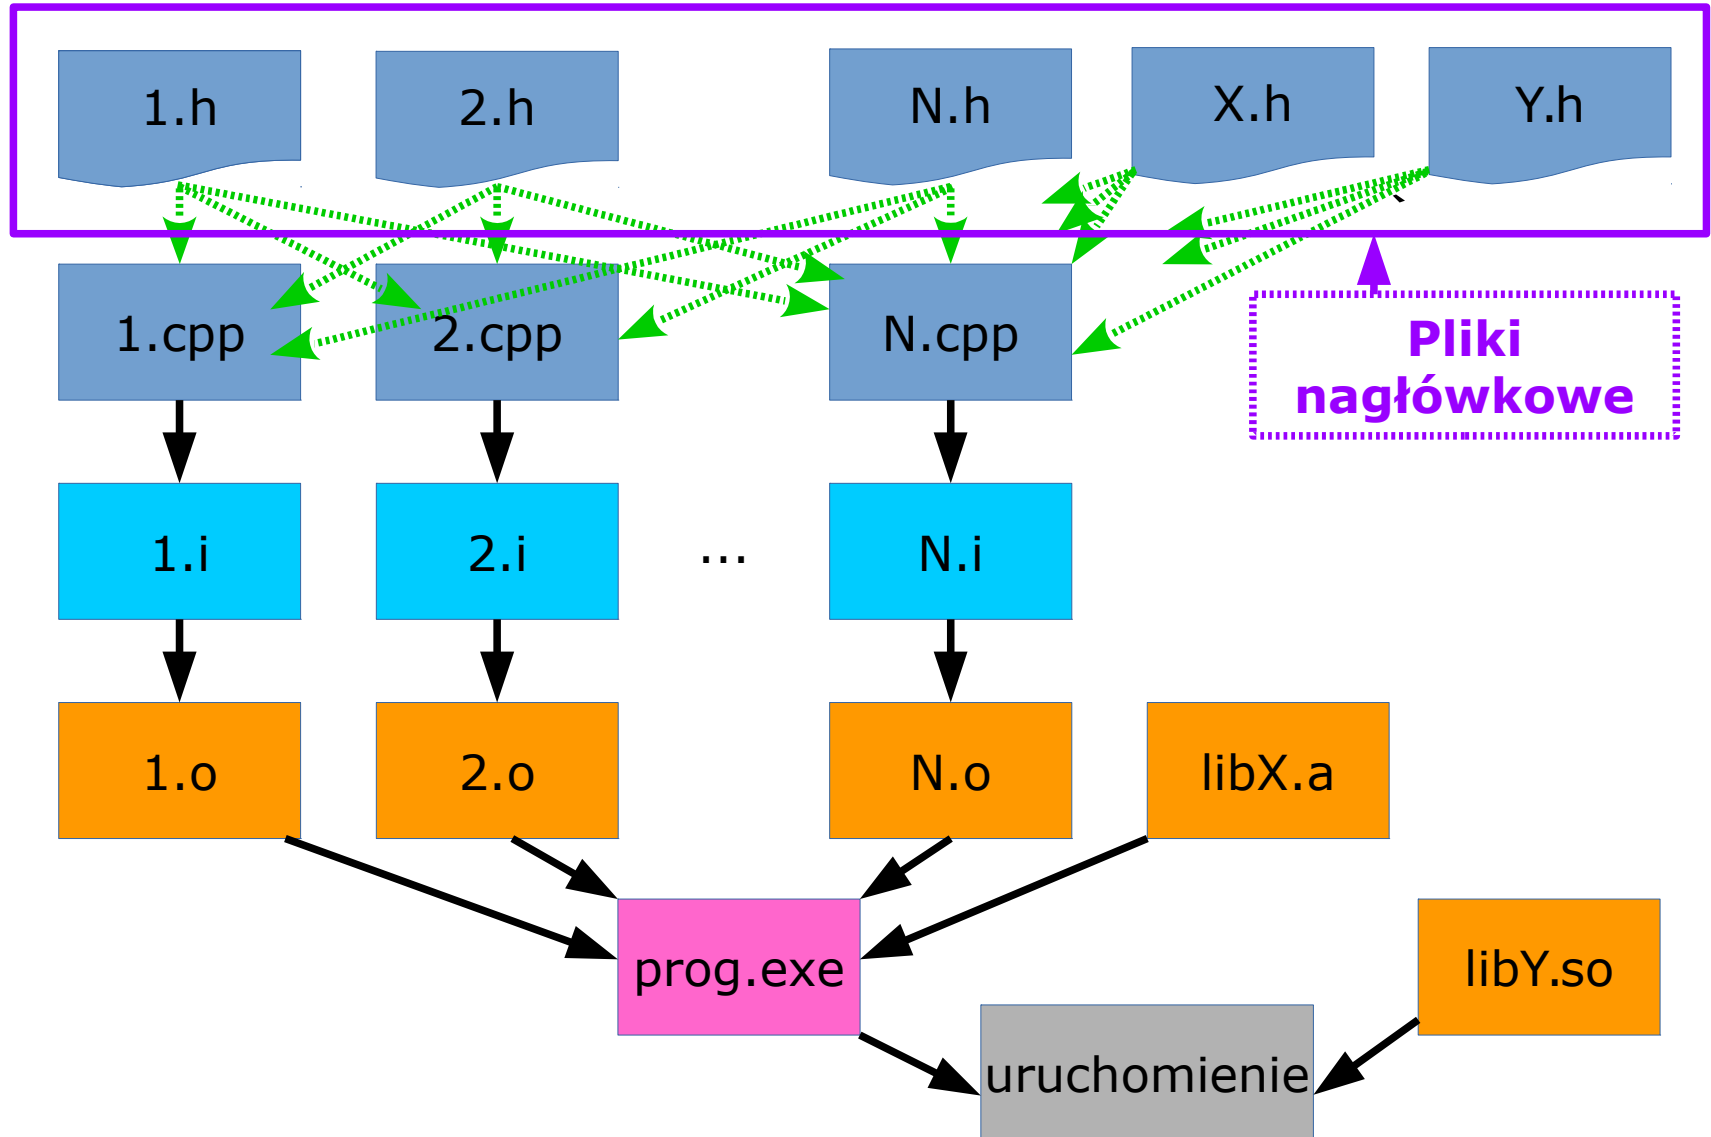 1.h
2.h
N.h
X.h
Y.h
1.cpp
2.cpp
N.cpp
Pliki
nagłówkowe
1.i
2.i
...
N.i
1.o
2.o
N.o
libX.a
prog.exe
libY.so
uruchomienie